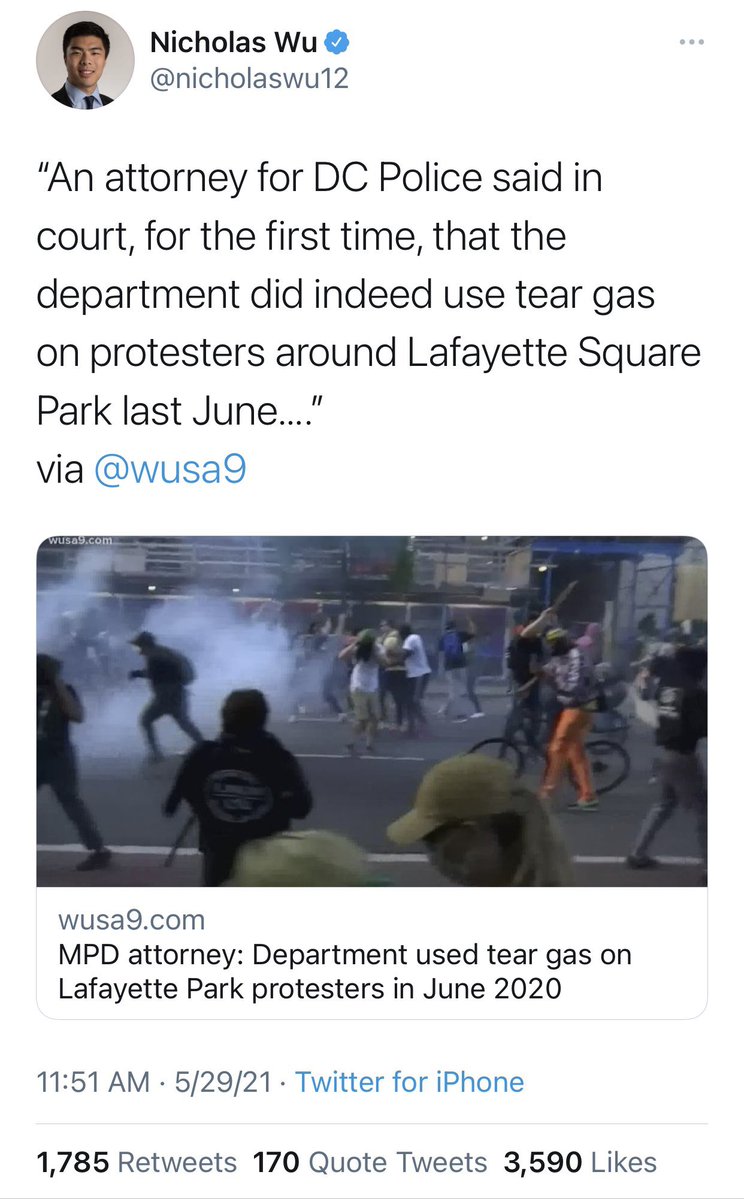 Nicholas Wu
@nicholaswu12
“An attorney for DC Police said in
court, for the first time, that the
department did indeed use tear gas
on protesters around Lafayette Square
Park last June....”
via @wusa9
wusa9.com
wusa9.com
MPD attorney: Department used tear gas on
Lafayette Park protesters in June 2020
11:51 AM · 5/29/21 · Twitter for iPhone
1,785 Retweets 170 Quote Tweets 3,590 Likes